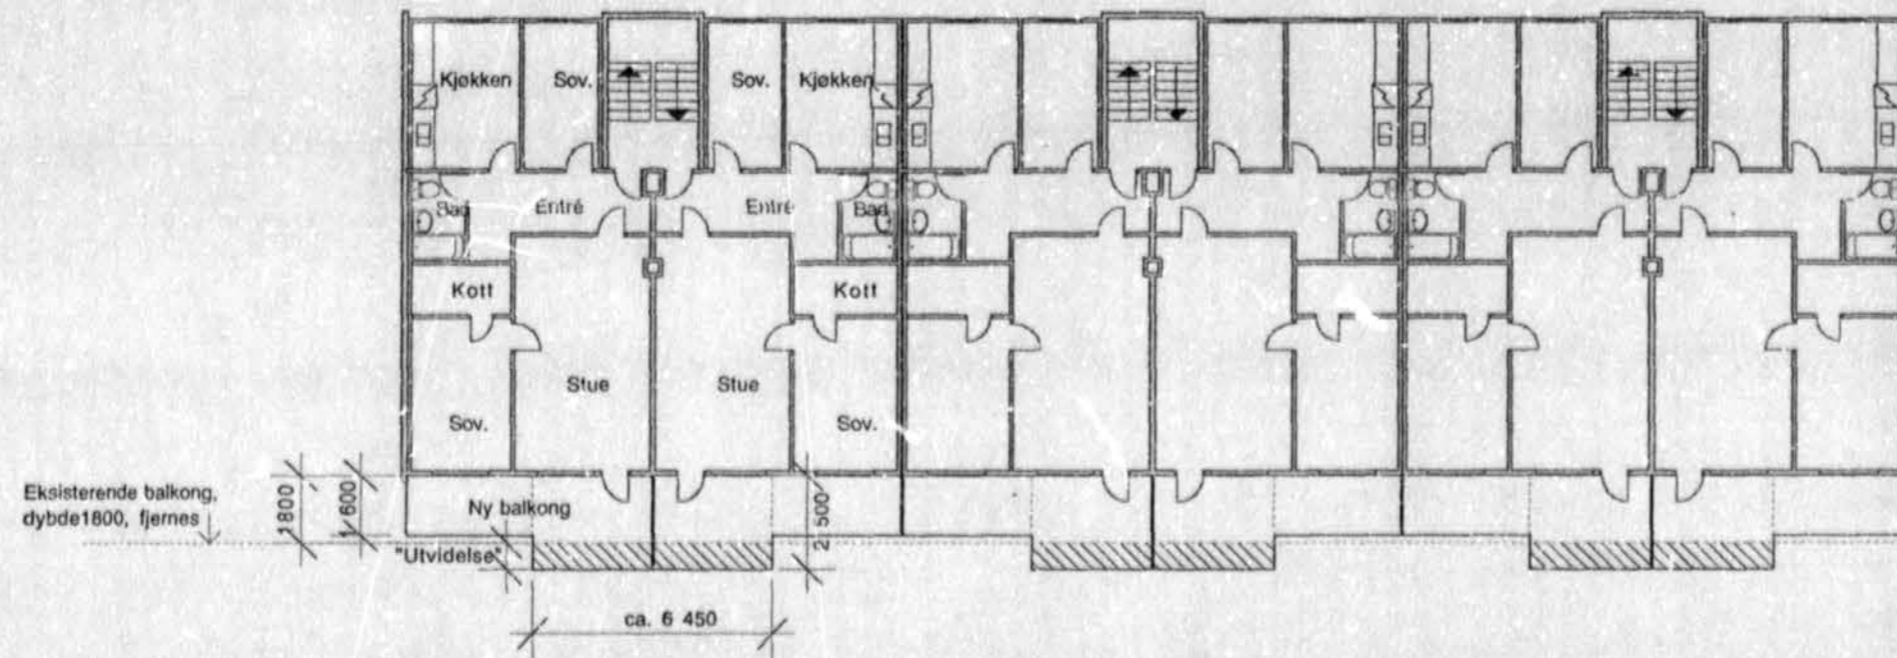 Kjøkken
Sov.
Sov.
Kjøkken
Bad
Entré
Entré
Bad
Kott
Kott
Stue
Stue
Sov.
Sov.
Eksisterende balkong,
dybde1800, fjernes
1800
1600
Ny balkong
2 500
"Utvidelse"
ca. 6 450